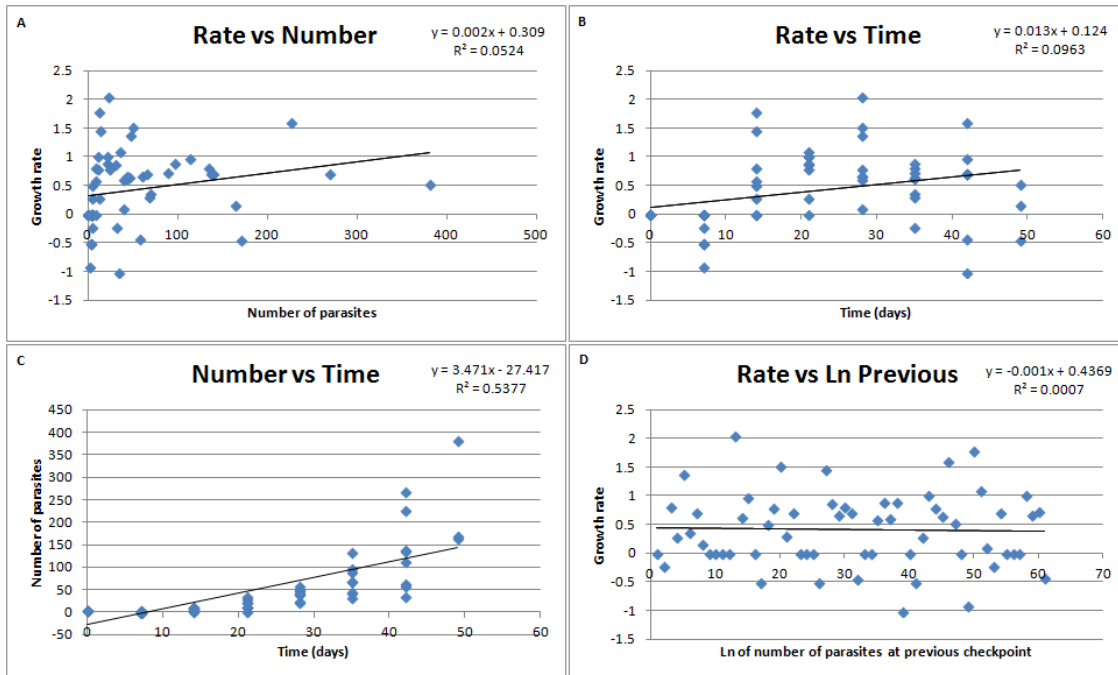 A
Rate vs Number
y = 0.002x + 0.309
R² = 0.0524
2.5
2
1.5
1
0.5
0
-0.5
-1
-1.5
0 100 200 300 400 500
Growth rate
Number of parasites
B
Rate vs Time
y = 0.013x + 0.124
R² = 0.0963
2.5
2
1.5
1
0.5
0
-0.5
-1
-1.5
0 10 20 30 40 50 60
Growth rate
Time (days)
C
Number vs Time
y = 3.471x - 27.417
R² = 0.5377
450
400
350
300
250
200
150
100
50
0
-50
0 10 20 30 40 50 60
Number of parasites
Time (days)
D
Rate vs Ln Previous
y = -0.001x + 0.4369
R² = 0.0007
2.5
2
1.5
1
0.5
0
-0.5
-1
-1.5
0 10 20 30 40 50 60 70
Growth rate
Ln of number of parasites at previous checkpoint